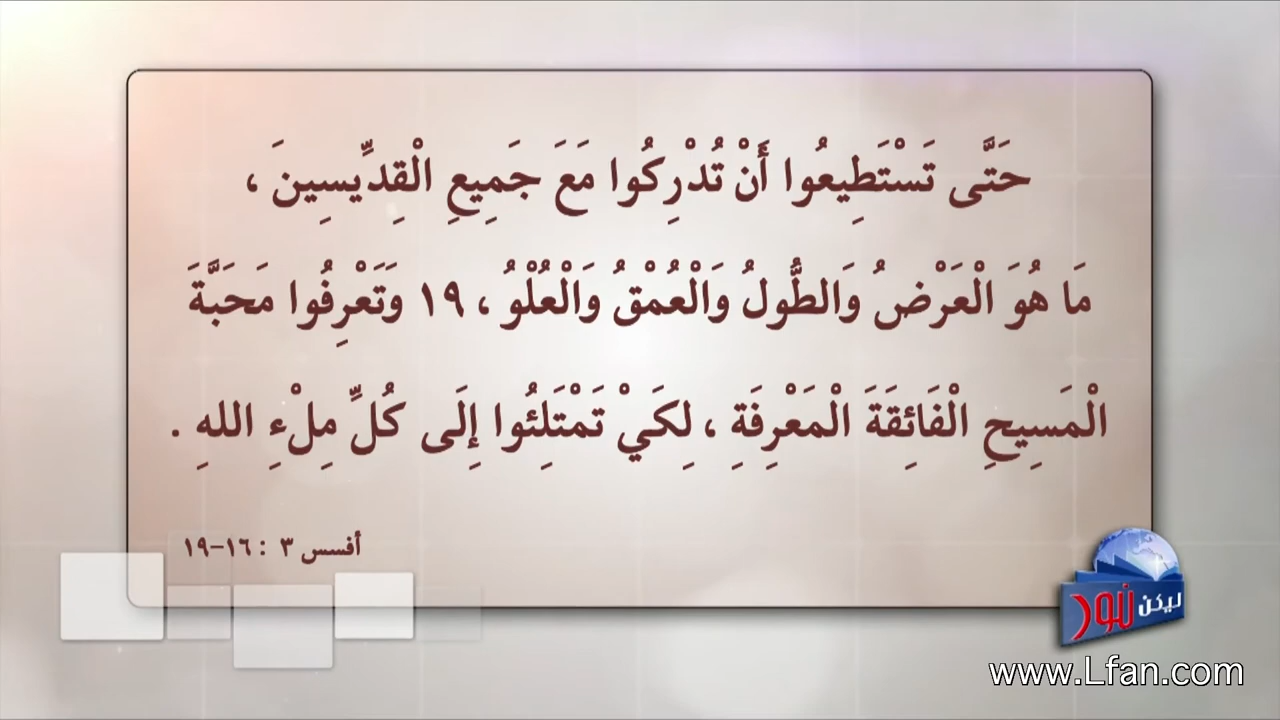 حَتَّى تَسْتَطِيعُوا أَنْ تُدْرِكُوا مَعَ جَمِيعِ الْقِدِّيسِينَ ،
مَا هُوَ الْعَرْضُ وَالطُّولُ وَالْعُمْقُ وَالْعُلْوُ ، ١٩ وَتَعْرِفُوا مَحَبَّةَ
الْمَسِيحِ الْفَائِقَةَ الْمَعْرِفَةِ ، لِكَيْ تَمْتَلِئُوا إِلَى كُلِّ مِلْءِ اللهِ .
أفسس ٣ : ١٦-١٩
ليكن نور
www.Lfan.com